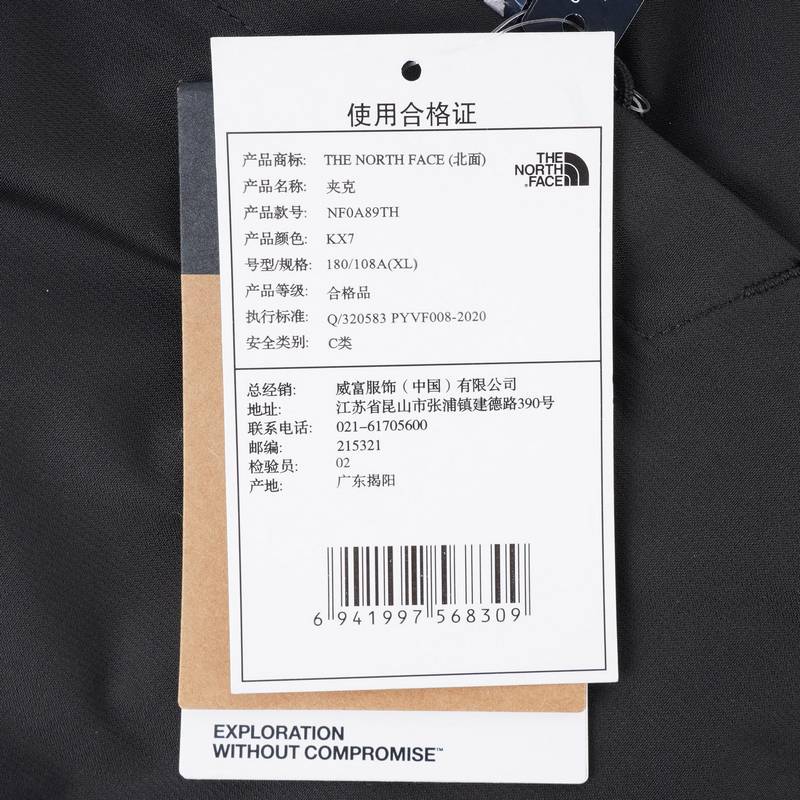 使用合格证
产品商标: THE NORTH FACE (北面)
THE
NORTH
FACE
产品名称: 夹克
产品款号: NF0A89TH
产品颜色: KX7
号型/规格: 180/108A(XL)
产品等级: 合格品
执行标准: Q/320583 PYVF008-2020
安全类别: C类
总经销: 威富服饰（中国）有限公司
地址: 江苏省昆山市张浦镇建德路390号
联系电话: 021-61705600
邮编: 215321
检验员: 02
产地: 广东揭阳
6 941997 568309
EXPLORATION
WITHOUT COMPROMISE™